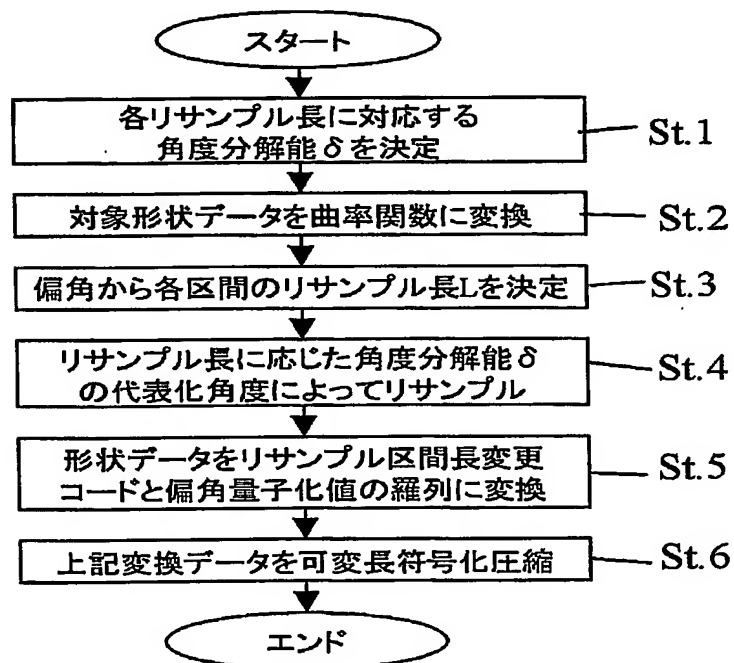 スタート
各リサンプル長に対応する
角度分解能δを決定
St.1
対象形状データを曲率関数に変換
St.2
偏角から各区間のリサンプル長Lを決定
St.3
リサンプル長に応じた角度分解能δ
の代表化角度によってリサンプル
St.4
形状データをリサンプル区間長変更
コードと偏角量子化値の羅列に変換
St.5
上記変換データを可変長符号化圧縮
St.6
エンド